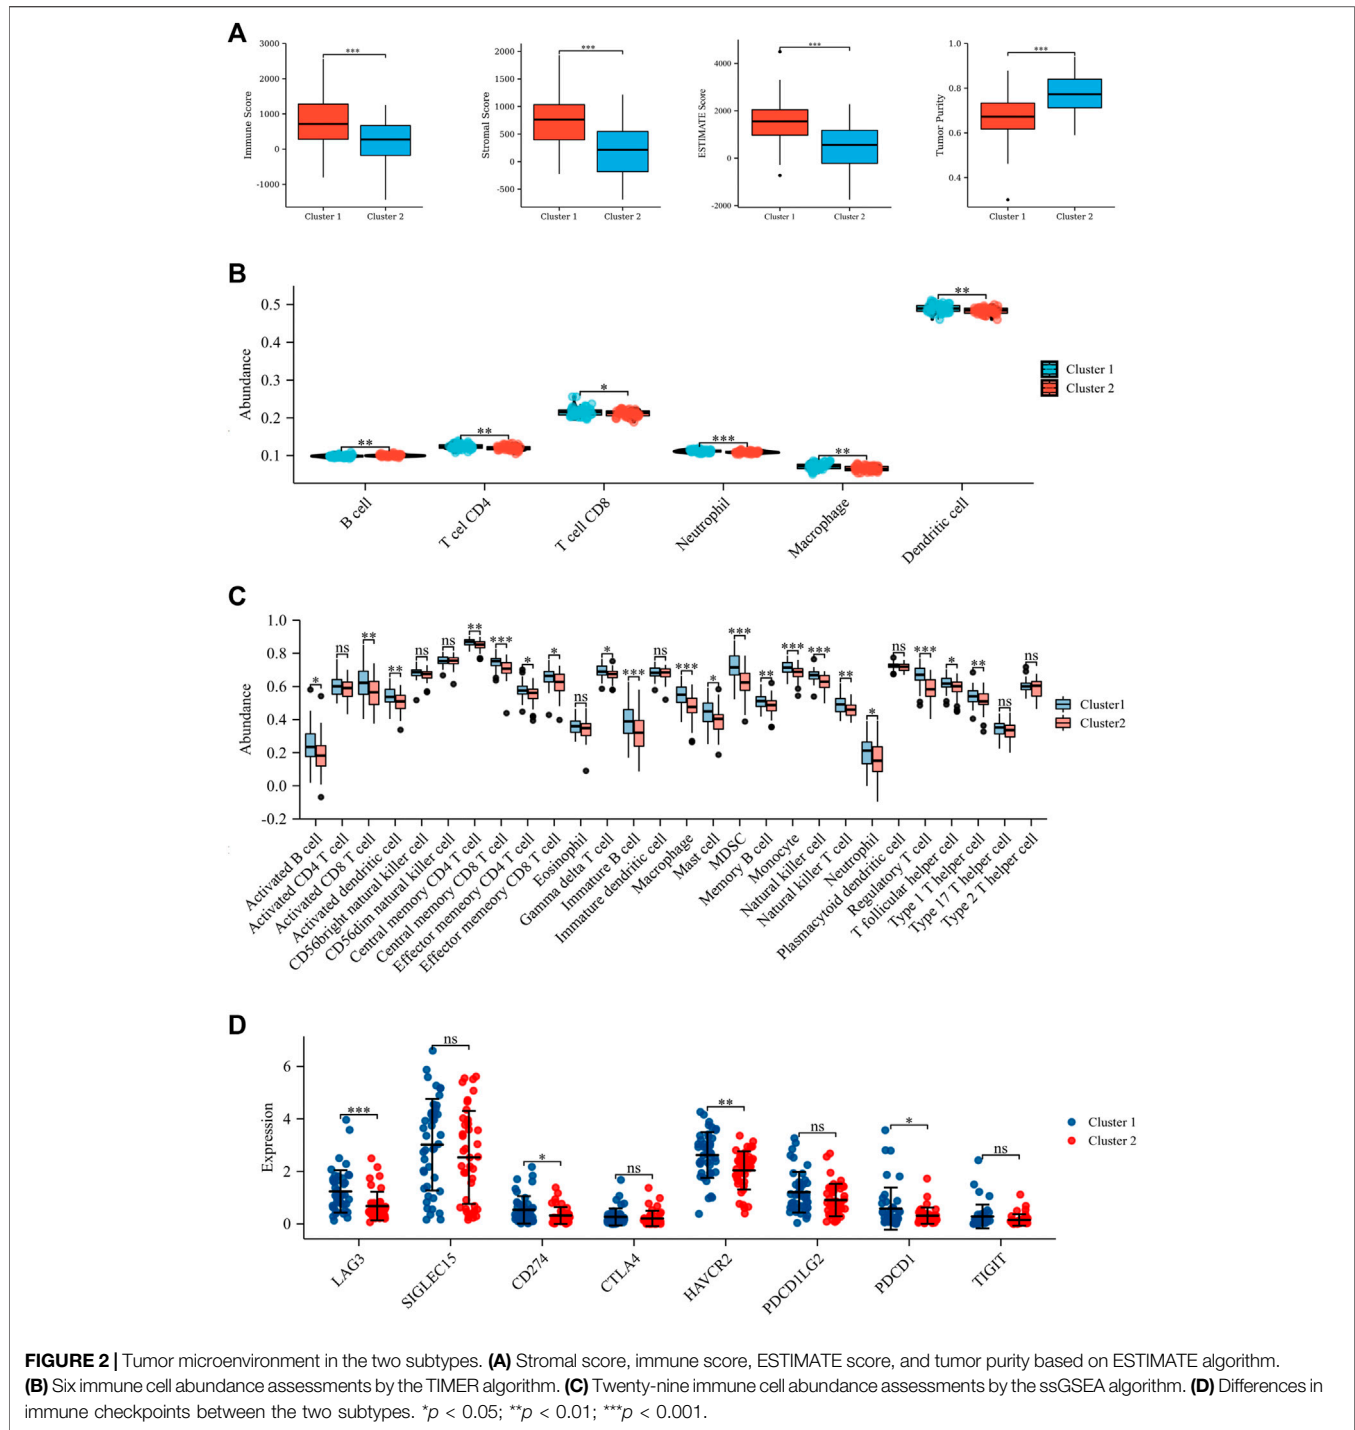 A
3000
2000
1000
0
-1000
Immune Score
***
Cluster 1
Cluster 2
2000
1500
1000
500
0
-500
Stromal Score
***
Cluster 1
Cluster 2
4000
2000
0
-2000
ESTIMATE Score
***
Cluster 1
Cluster 2
1.0
0.8
0.6
0.4
Tumor Purity
***
Cluster 1
Cluster 2
B
0.5
0.4
0.3
0.2
0.1
Abundance
**
**
*
***
**
**
B cell
T cel CD4
T cell CD8
Neutrophil
Macrophage
Dendritic cell
Cluster 1
Cluster 2
C
1.0
0.8
0.6
0.4
0.2
0.0
-0.2
Abundance
*
ns
**
**
ns
ns
**
***
*
*
ns
*
***
ns
***
*
***
**
***
***
**
*
ns
***
*
**
ns
ns
Activated B cell
Activated CD4 T cell
Activated CD8 T cell
Activated dendritic cell
CD56bright natural killer cell
CD56dim natural killer cell
Central memory CD4 T cell
Central memory CD8 T cell
Effector memeory CD4 T cell
Effector memeory CD8 T cell
Eosinophil
Gamma delta T cell
Immature B cell
Immature dendritic cell
Macrophage
Mast cell
MDSC
Memory B cell
Monocyte
Natural killer cell
Natural killer T cell
Neutrophil
Plasmacytoid dendritic cell
Regulatory T cell
T follicular helper cell
Type 1 T helper cell
Type 17 T helper cell
Type 2 T helper cell
Cluster1
Cluster2
D
6
4
2
0
Expression
***
ns
*
ns
**
ns
*
ns
LAG3
SIGLEC15
CD274
CTLA4
HAVCR2
PDCD1LG2
PDCD1
TIGIT
Cluster 1
Cluster 2
FIGURE 2 | Tumor microenvironment in the two subtypes. (A) Stromal score, immune score, ESTIMATE score, and tumor purity based on ESTIMATE algorithm.
(B) Six immune cell abundance assessments by the TIMER algorithm. (C) Twenty-nine immune cell abundance assessments by the ssGSEA algorithm. (D) Differences in
immune checkpoints between the two subtypes. *p < 0.05; **p < 0.01; ***p < 0.001.